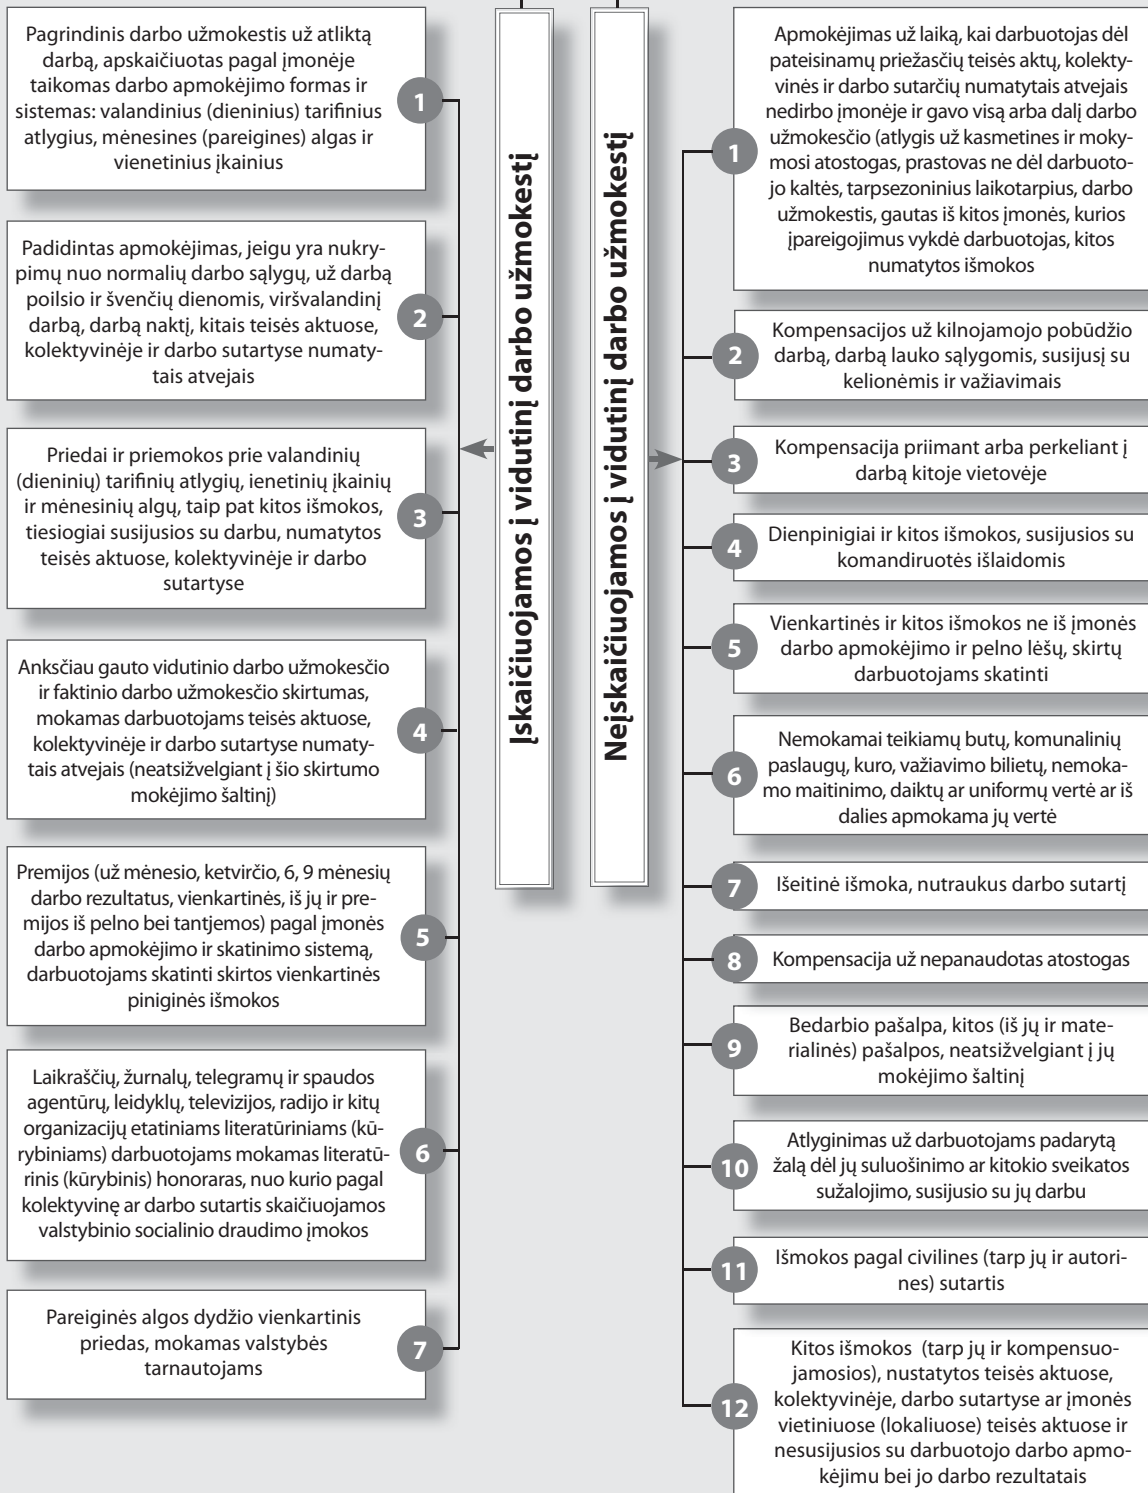 Pagrindinis darbo užmokestis už atliktą
darbą, apskaičiuotas pagal įmonėje
taikomas darbo apmokėjimo formas ir
sistemas: valandinius (dieninius) tarifinius
atlygius, mėnesines (pareigines) algas ir
vienetinius įkainius
1
Padidintas apmokėjimas, jeigu yra nukry-
pimų nuo normalių darbo sąlygų, už darbą
poilsio ir švenčių dienomis, viršvalandinį
darbą, darbą naktį, kitais teisės aktuose,
kolektyvinėje ir darbo sutartyse numaty-
tais atvejais
2
Priedai ir priemokos prie valandinių
(dieninių) tarifinių atlygių, ienetinių įkainių
ir mėnesinių algų, taip pat kitos išmokos,
tiesiogiai susijusios su darbu, numatytos
teisės aktuose, kolektyvinėje ir darbo
sutartyse
3
Anksčiau gauto vidutinio darbo užmokesčio
ir faktinio darbo užmokesčio skirtumas,
mokamas darbuotojams teisės aktuose,
kolektyvinėje ir darbo sutartyse numaty-
tais atvejais (neatsižvelgiant į šio skirtumo
mokėjimo šaltinį)
4
Premijos (už mėnesio, ketvirčio, 6, 9 mėnesių
darbo rezultatus, vienkartinės, iš jų ir pre-
mijos iš pelno bei tantjemos) pagal įmonės
darbo apmokėjimo ir skatinimo sistemą,
darbuotojams skatinti skirtos vienkartinės
piniginės išmokos
5
Laikraščių, žurnalų, telegramų ir spaudos
agentūrų, leidyklų, televizijos, radijo ir kitų
organizacijų etatiniams literatūriniams (kū-
rybiniams) darbuotojams mokamas literatū-
rinis (kūrybinis) honoraras, nuo kurio pagal
kolektyvinę ar darbo sutartis skaičiuojamos
valstybinio socialinio draudimo įmokos
6
Pareiginės algos dydžio vienkartinis
priedas, mokamas valstybės
tarnautojams
7
Įskaičiuojamos į vidutinį darbo užmokestį
Neįskaičiuojamos į vidutinį darbo užmokestį
1
Apmokėjimas už laiką, kai darbuotojas dėl
pateisinamų priežasčių teisės aktų, kolekty-
vinės ir darbo sutarčių numatytais atvejais
nedirbo įmonėje ir gavo visą arba dalį darbo
užmokesčio (atlygis už kasmetines ir moky-
mosi atostogas, prastovas ne dėl darbuoto-
jo kaltės, tarpsezoninius laikotarpius, darbo
užmokestis, gautas iš kitos įmonės, kurios
įpareigojimus vykdė darbuotojas, kitos
numatytos išmokos
2
Kompensacijos už kilnojamojo pobūdžio
darbą, darbą lauko sąlygomis, susijusį su
kelionėmis ir važiavimais
3
Kompensacija priimant arba perkeliant į
darbą kitoje vietovėje
4
Dienpinigiai ir kitos išmokos, susijusios su
komandiruotės išlaidomis
5
Vienkartinės ir kitos išmokos ne iš įmonės
darbo apmokėjimo ir pelno lėšų, skirtų
darbuotojams skatinti
6
Nemokamai teikiamų butų, komunalinių
paslaugų, kuro, važiavimo bilietų, nemoka-
mo maitinimo, daiktų ar uniformų vertė ar iš
dalies apmokama jų vertė
7
Išeitinė išmoka, nutraukus darbo sutartį
8
Kompensacija už nepanaudotas atostogas
9
Bedarbio pašalpa, kitos (iš jų ir mate-
rialinės) pašalpos, neatsižvelgiant į jų
mokėjimo šaltinį
10
Atlyginimas už darbuotojams padarytą
žalą dėl jų suluošinimo ar kitokio sveikatos
sužalojimo, susijusio su jų darbu
11
Išmokos pagal civilines (tarp jų ir autori-
nes) sutartis
12
Kitos išmokos (tarp jų ir kompensuo-
jamosios), nustatytos teisės aktuose,
kolektyvinėje, darbo sutartyse ar įmonės
vietiniuose (lokaliuose) teisės aktuose ir
nesusijusios su darbuotojo darbo apmo-
kėjimu bei jo darbo rezultatais